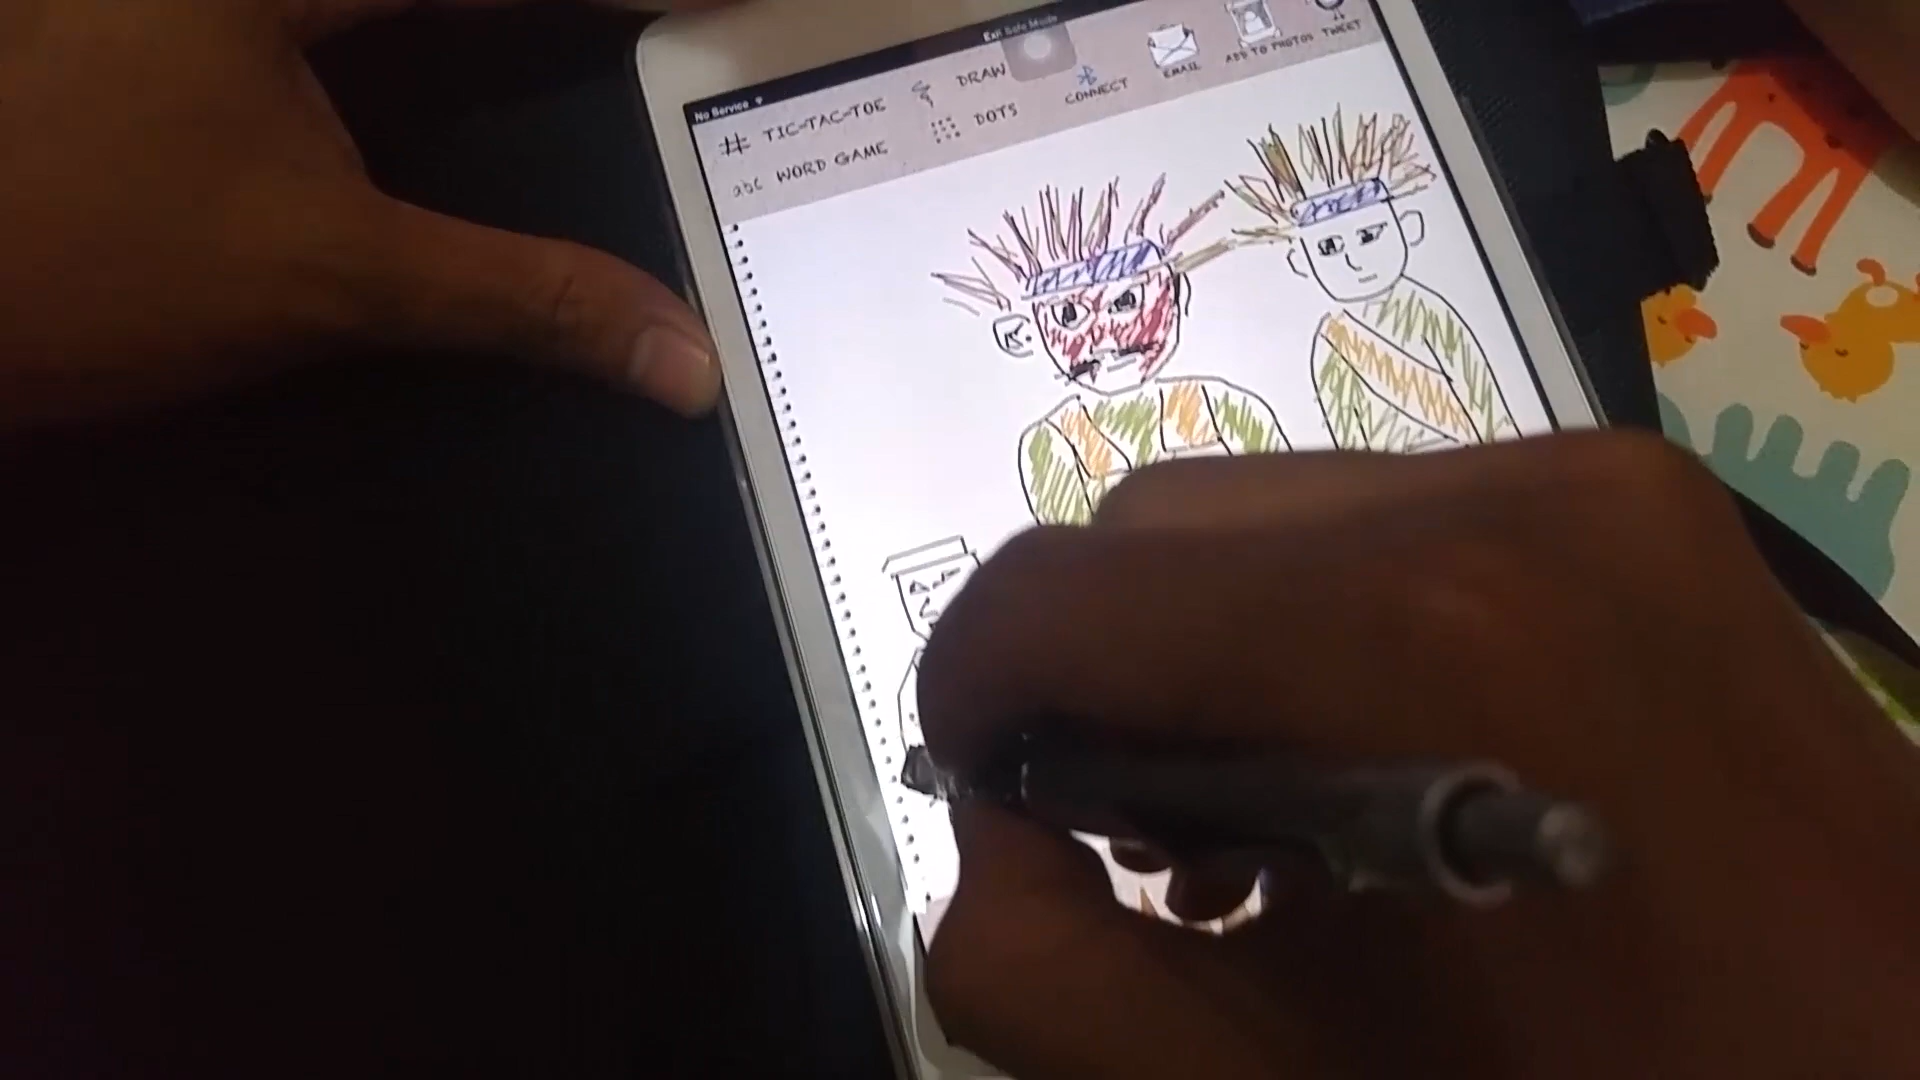 No Service
Exit Safe Mode
# TIC-TAC-TOE
DRAW
abc WORD GAME
DOTS
CONNECT
EMAIL
ADD TO PHOTOS
TWEET